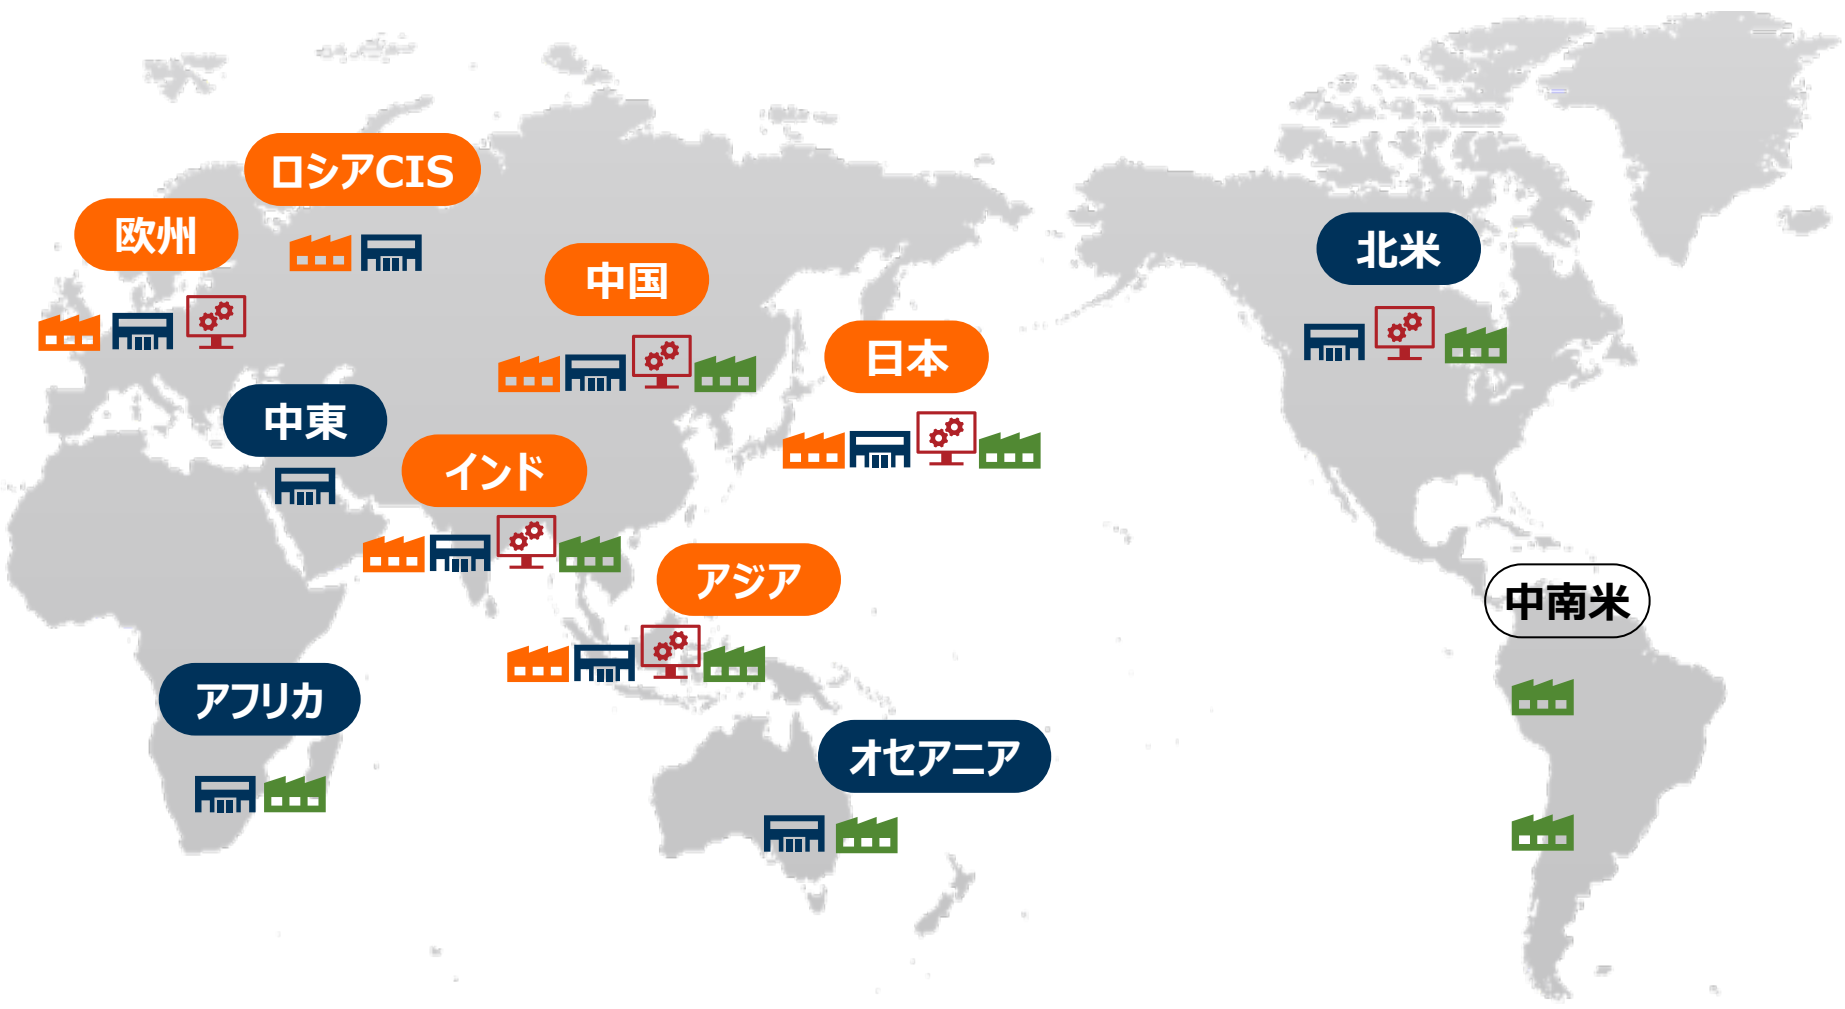 ロシアCIS
欧州
北米
中国
日本
中東
インド
アジア
中南米
アフリカ
オセアニア